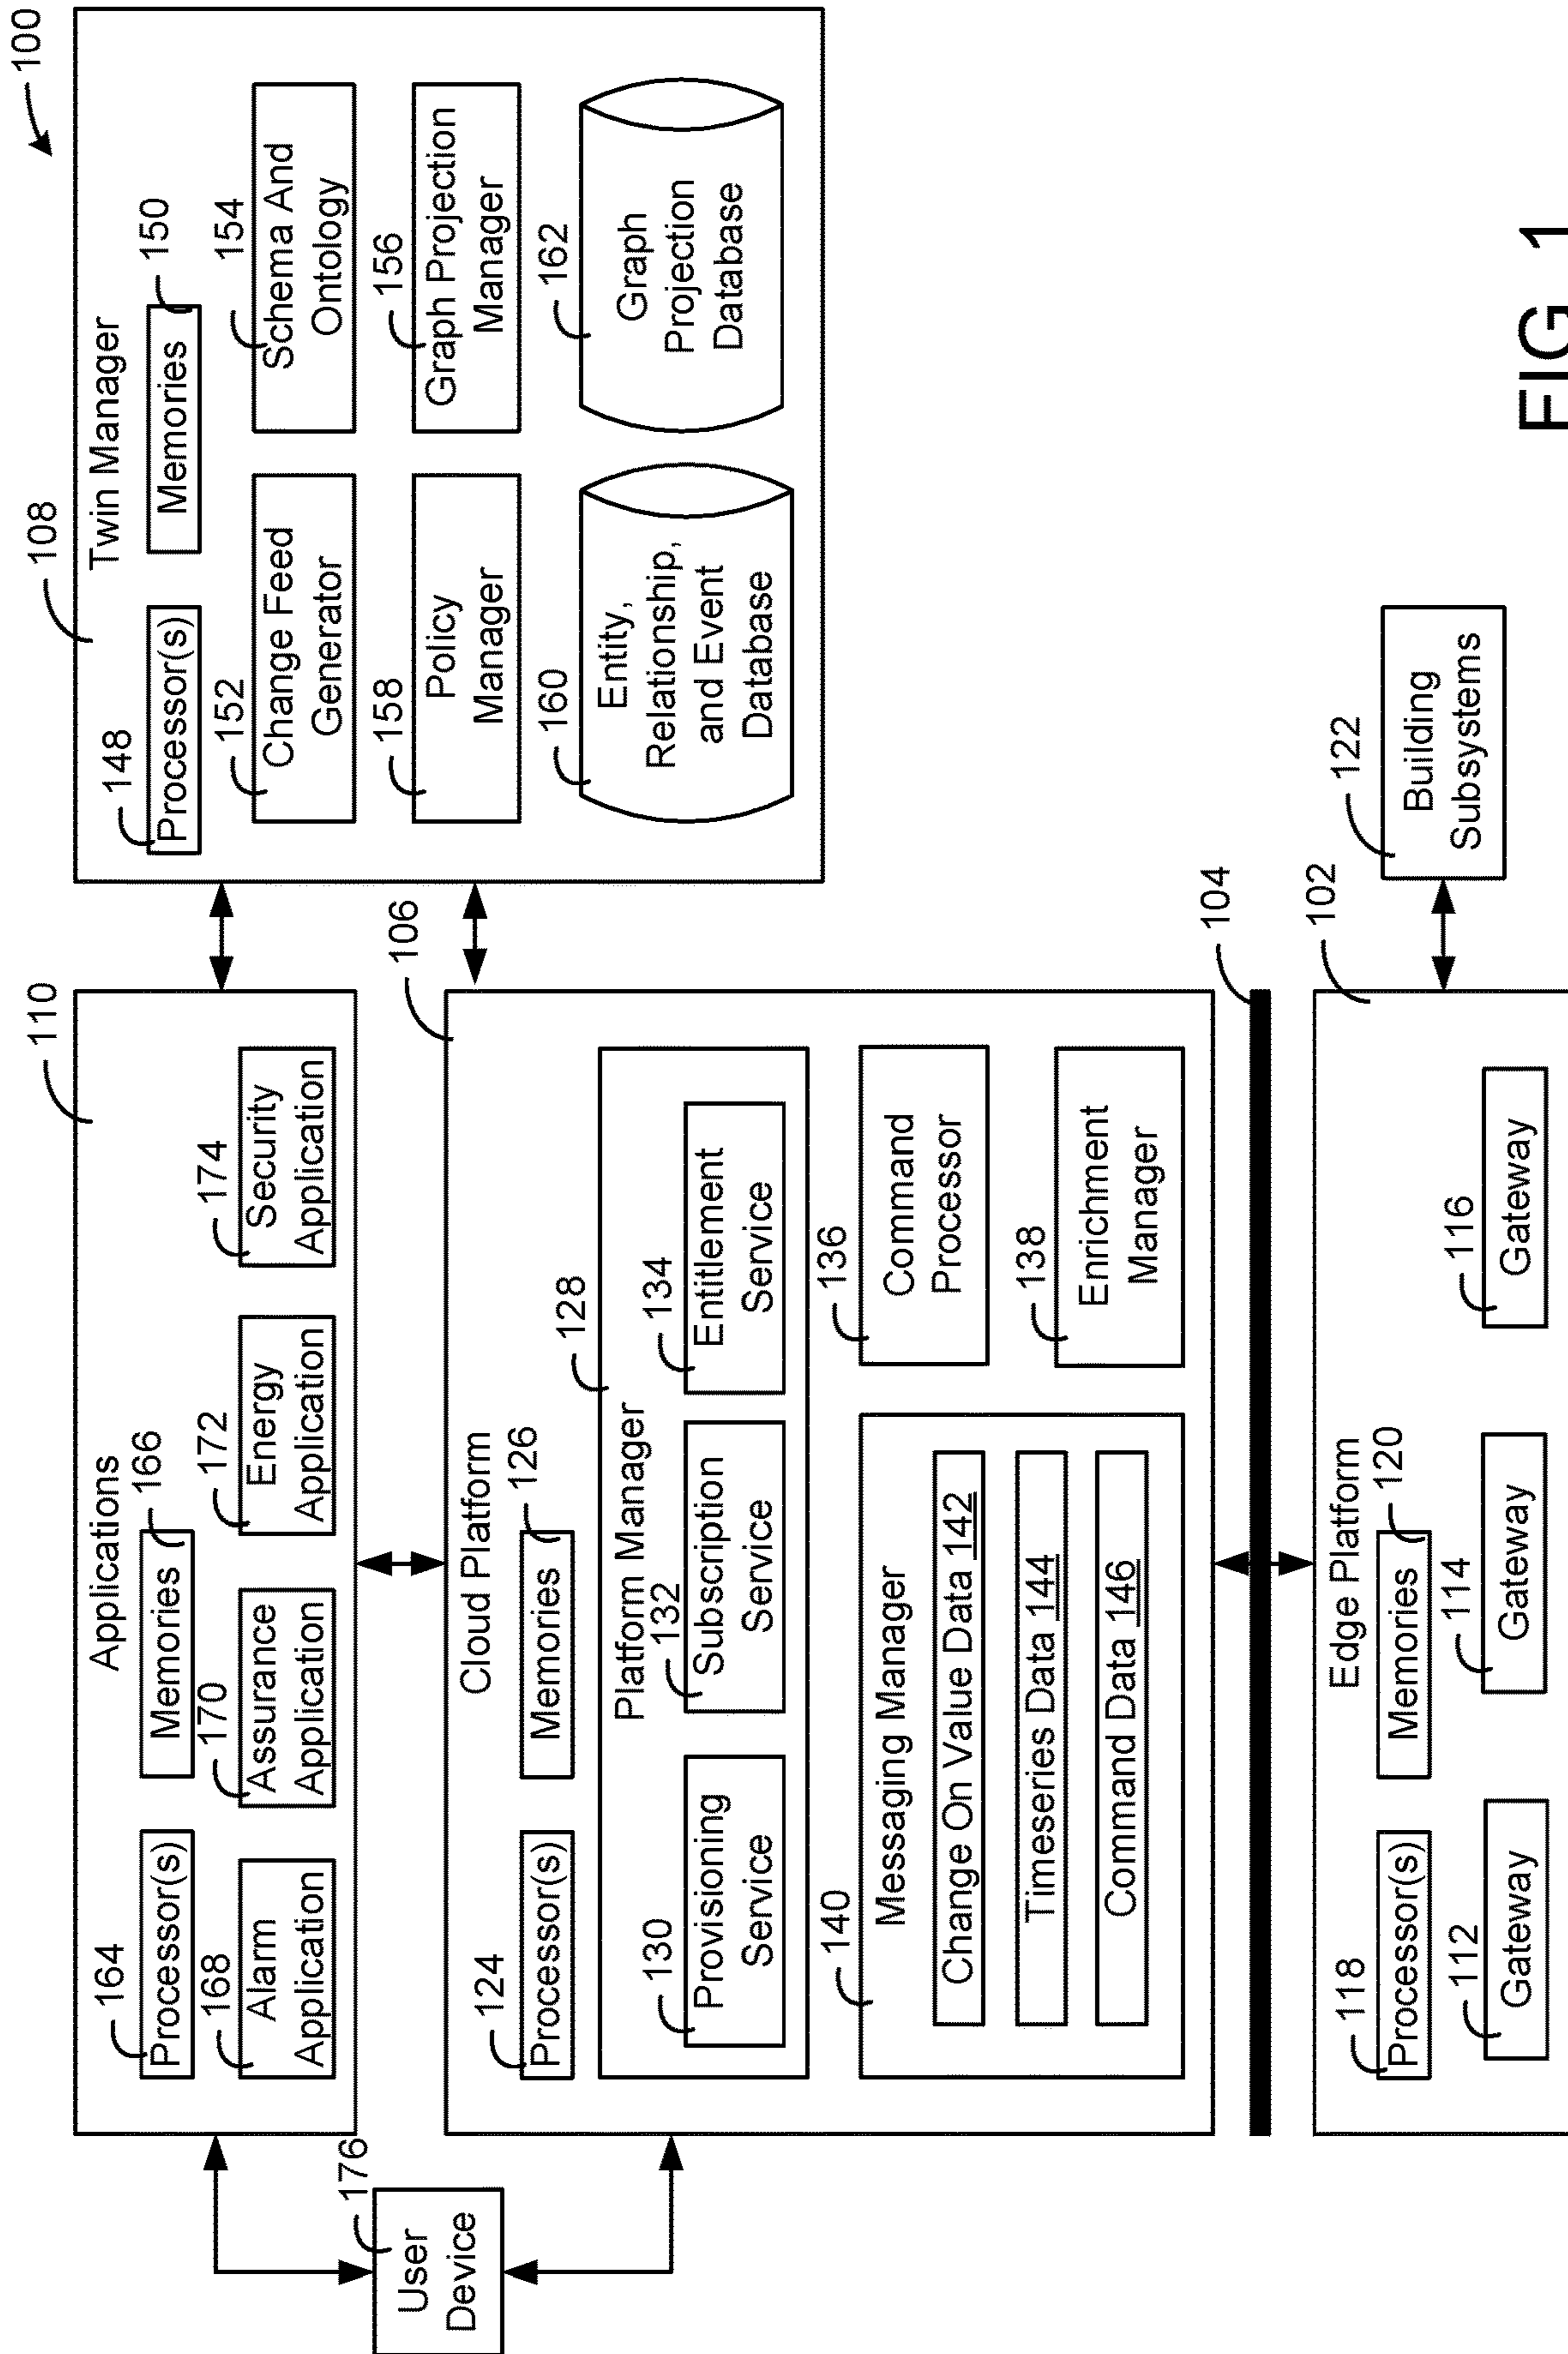 100
110
Applications
164
Processor(s)
166
Memories
168
Alarm
Application
170
Assurance
Application
172
Energy
Application
174
Security
Application
108
Twin Manager
148
Processor(s)
150
Memories
152
Change Feed
Generator
154
Schema And
Ontology
158
Policy
Manager
156
Graph Projection
Manager
160
Entity,
Relationship,
and Event
Database
162
Graph
Projection
Database
176
User
Device
106
Cloud Platform
124
Processor(s)
126
Memories
128
Platform Manager
130
Provisioning
Service
132
Subscription
Service
134
Entitlement
Service
140
Messaging Manager
Change On Value Data 142
Timeseries Data 144
Command Data 146
136
Command
Processor
138
Enrichment
Manager
104
102
Edge Platform
118
Processor(s)
120
Memories
112
Gateway
114
Gateway
116
Gateway
122
Building
Subsystems
FIG. 1